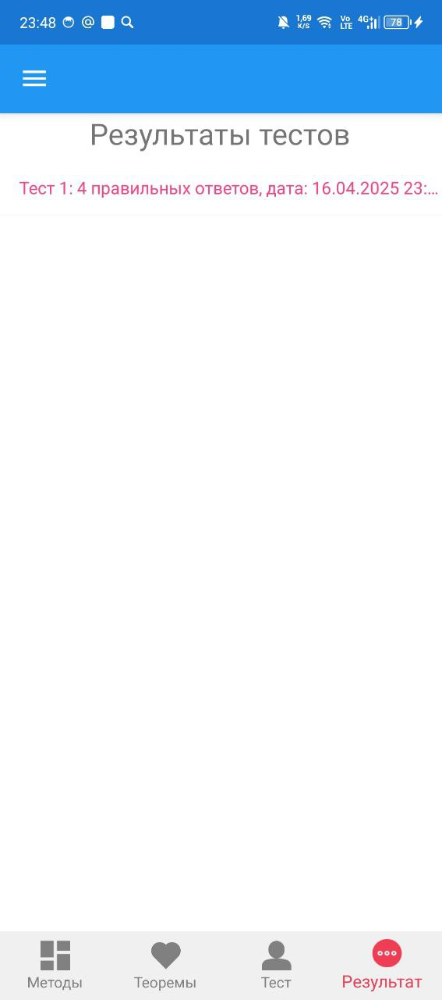 23:48 @ 1,69 K/S Vo LTE 4G+ 78
Результаты тестов
Тест 1: 4 правильных ответов, дата: 16.04.2025 23:...
Методы Теоремы Тест Результат